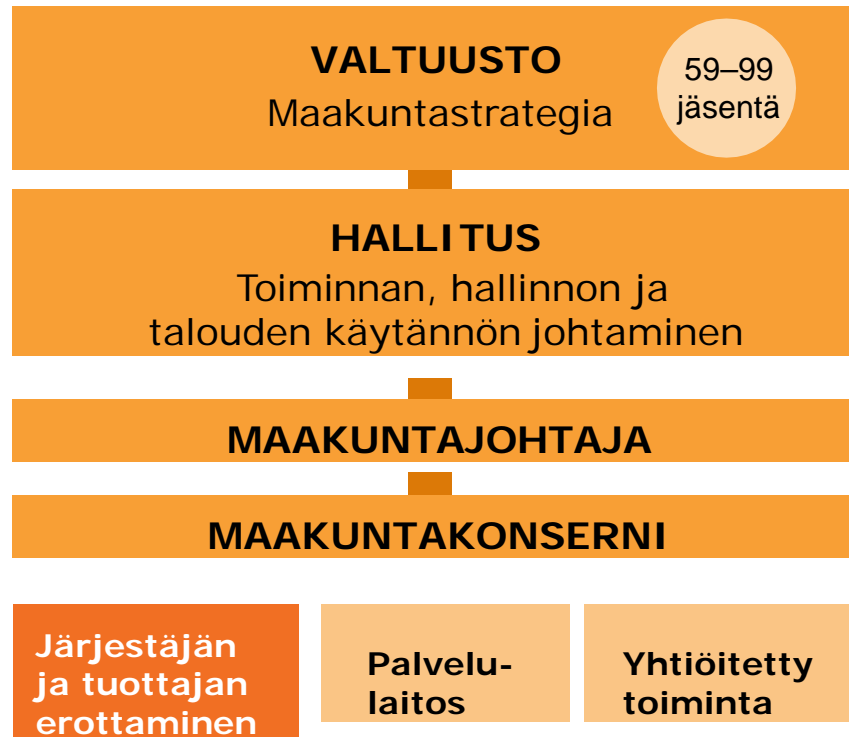 VALTUUSTO
Maakuntastrategia
59–99
jäsentä
HALLITUS
Toiminnan, hallinnon ja
talouden käytännön johtaminen
MAAKUNTAJOHTAJA
MAAKUNTAKONSERNI
Järjestäjän
ja tuottajan
erottaminen
Palvelu-
laitos
Yhtiöitetty
toiminta